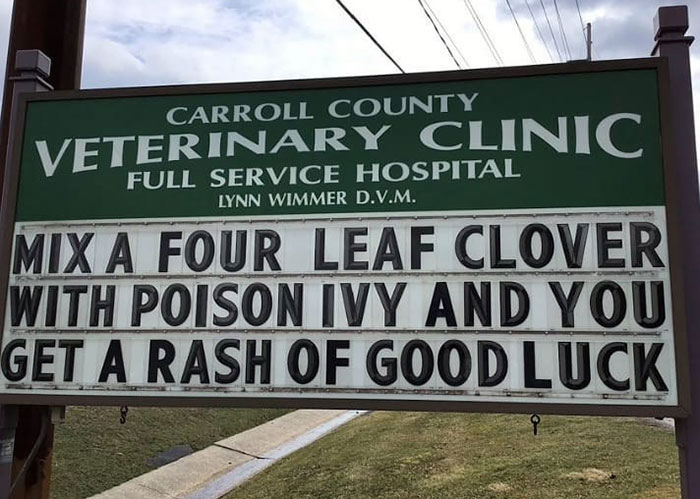 CARROLL COUNTY
VETERINARY CLINIC
FULL SERVICE HOSPITAL
LYNN WIMMER D.V.M.
MIX A FOUR LEAF CLOVER
WITH POISON IVY AND YOU
GET A RASH OF GOOD LUCK